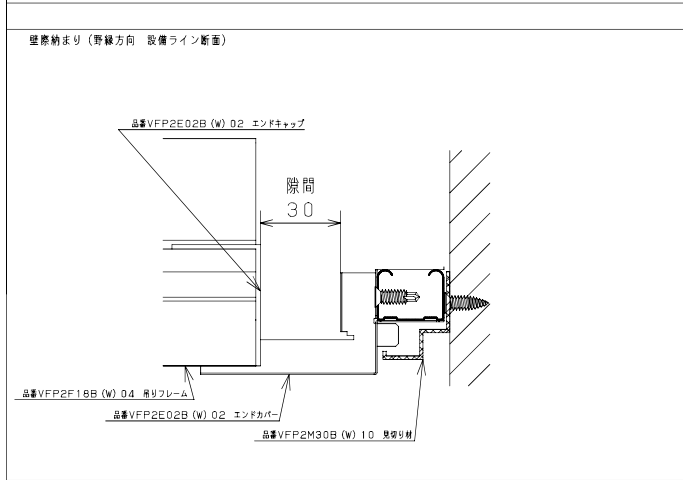 壁際納まり（野縁方向　設備ライン断面）
品番VFP2E02B (W) 02 エンドキャップ
隙間
30
品番VFP2F18B (W) 04 吊りフレーム
品番VFP2E02B (W) 02 エンドカバー
品番VFP2M30B (W) 10 見切り材